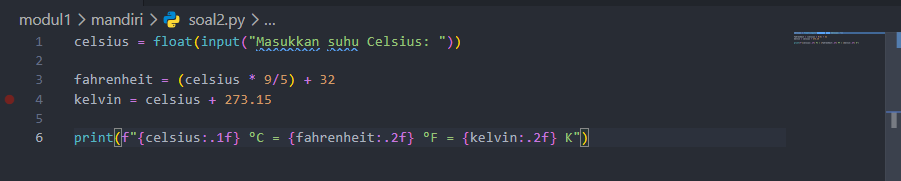 modul1 > mandiri > soal2.py > ...
1 celsius = float(input("Masukkan suhu Celsius: "))
2
3 fahrenheit = (celsius * 9/5) + 32
4 kelvin = celsius + 273.15
5
6 print(f"{celsius:.1f} °C = {fahrenheit:.2f} °F = {kelvin:.2f} K")